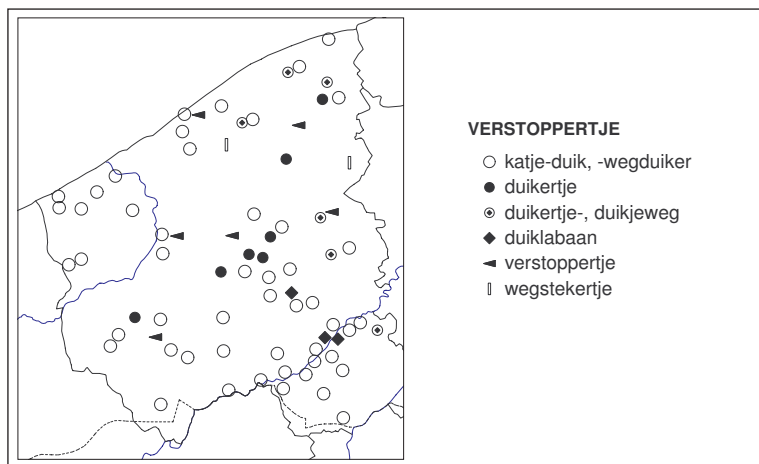 VERSTOPPERTJE
katje-duik, -wegduiker
duikertje
duikertje-, duikjeweg
duiklabaan
verstoppertje
wegstekertje